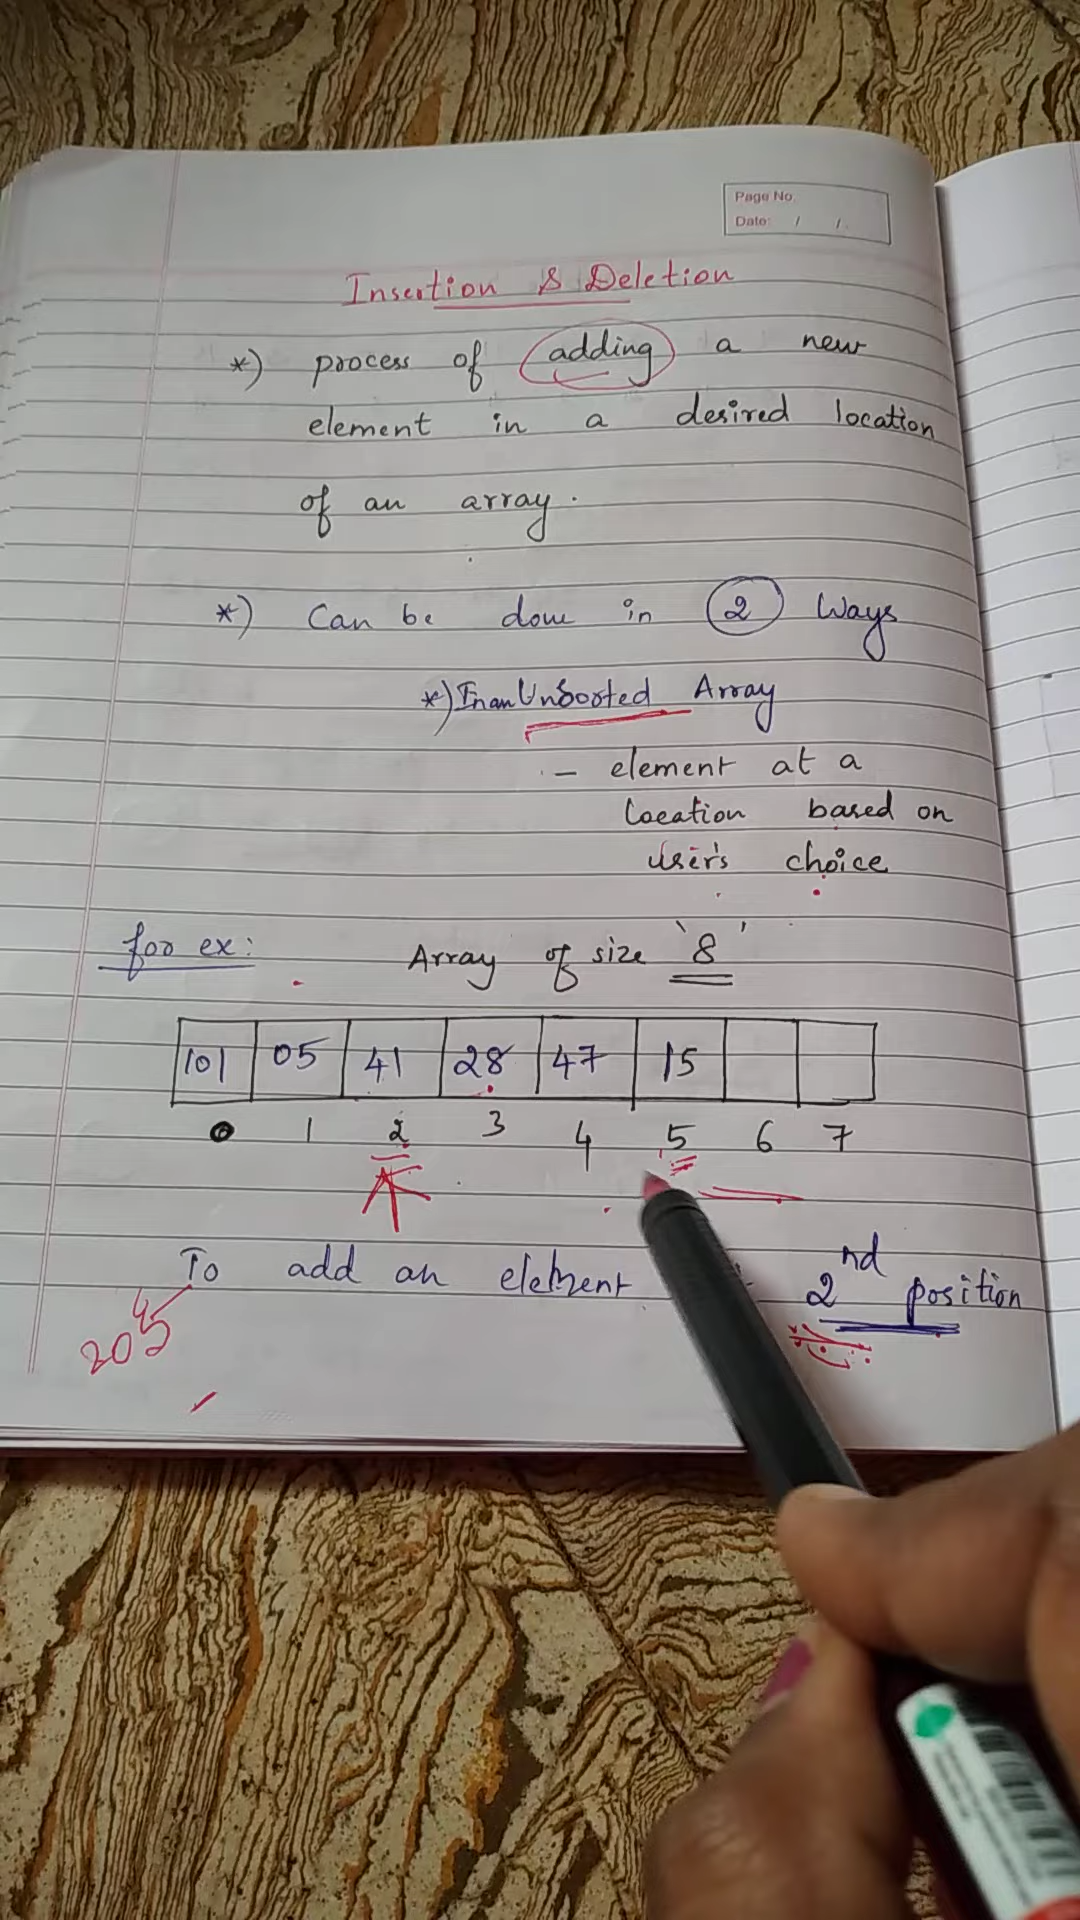 Page No.
Date: / /
Insertion & Deletion
*) process of adding a new
element in a desired location
of an array.
*) Can be done in 2 Ways
*) In an Unsorted Array
- element at a
location based on
user's choice
for ex: Array of size '8'
101 05 41 28 47 15
0 1 2 3 4 5 6 7
To add an element 2nd position
205